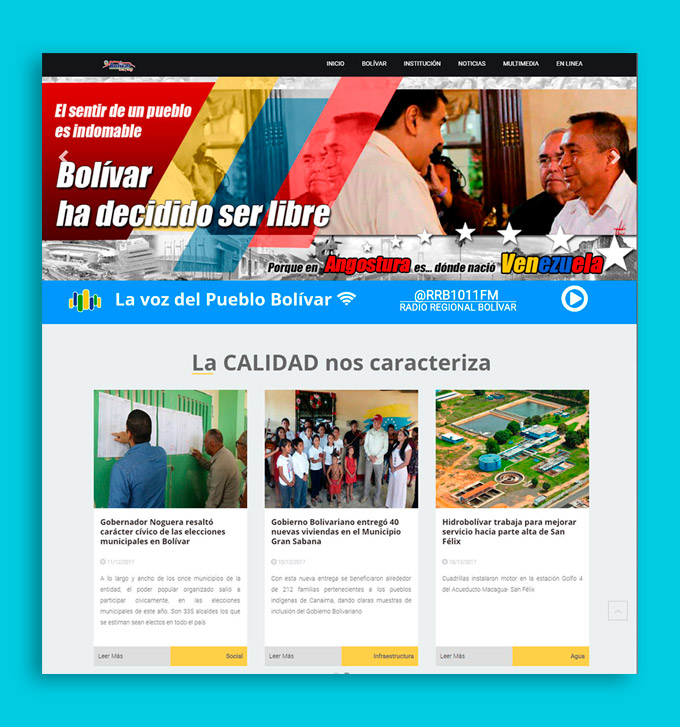 INICIO BOLÍVAR INSTITUCIÓN NOTICIAS MULTIMEDIA EN LINEA
El sentir de un pueblo
es indomable
Bolívar
ha decidido ser libre
Porque en Angostura es... dónde nació Venezuela
La voz del Pueblo Bolívar
@RRB1011FM
RADIO REGIONAL BOLÍVAR
La CALIDAD nos caracteriza
Gobernador Noguera resaltó
carácter cívico de las elecciones
municipales en Bolívar
11/12/2017
A lo largo y ancho de los once municipios de la
entidad, el poder popular organizado salió a
participar cívicamente, en las elecciones
municipales de este año. Son 335 alcaldes los que
se estiman sean electos en todo el país
Leer Más
Social
Gobierno Bolivariano entregó 40
nuevas viviendas en el Municipio
Gran Sabana
10/12/2017
Con esta nueva entrega se beneficiaron alrededor
de 212 familias pertenecientes a los pueblos
indígenas de Canaima, dando claras muestras de
inclusión del Gobierno Bolivariano
Leer Más
Infraestructura
Hidrobolívar trabaja para mejorar
servicio hacia parte alta de San
Félix
10/12/2017
Cuadrillas instalaron motor en la estación Golfo 4
del Acueducto Macagua- San Félix
Leer Más
Agua